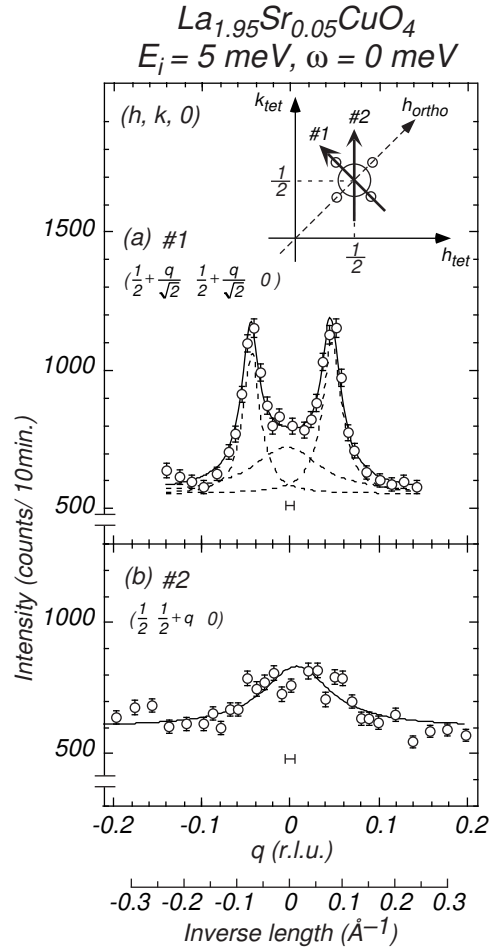 La1.95Sr0.05CuO4
Ei = 5 meV, ω = 0 meV
(h, k, 0)
ktet
#1
#2
hortho
1/2
1/2
htet
(a) #1
(1/2+q/√2 1/2+q/√2 0)
1500
1000
500
(b) #2
(1/2 1/2+q 0)
1000
500
Intensity (counts/ 10min.)
-0.2 -0.1 0 0.1 0.2
q (r.l.u.)
-0.3 -0.2 -0.1 0 0.1 0.2 0.3
Inverse length (Å−1)